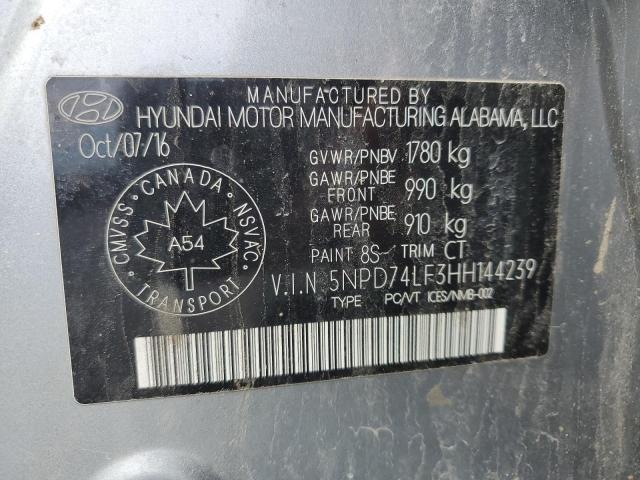 MANUFACTURED BY
HYUNDAI MOTOR MANUFACTURING ALABAMA, LLC
Oct/07/16
GVWR/PNBV 1780 kg
GAWR/PNBE FRONT 990 kg
GAWR/PNBE REAR 910 kg
PAINT 8S TRIM CT
V.I.N 5NPD74LF3HH144239
TYPE PC/VT ICES/NMB-002
CANADA
CMVSS NSVAC
A54
TRANSPORT